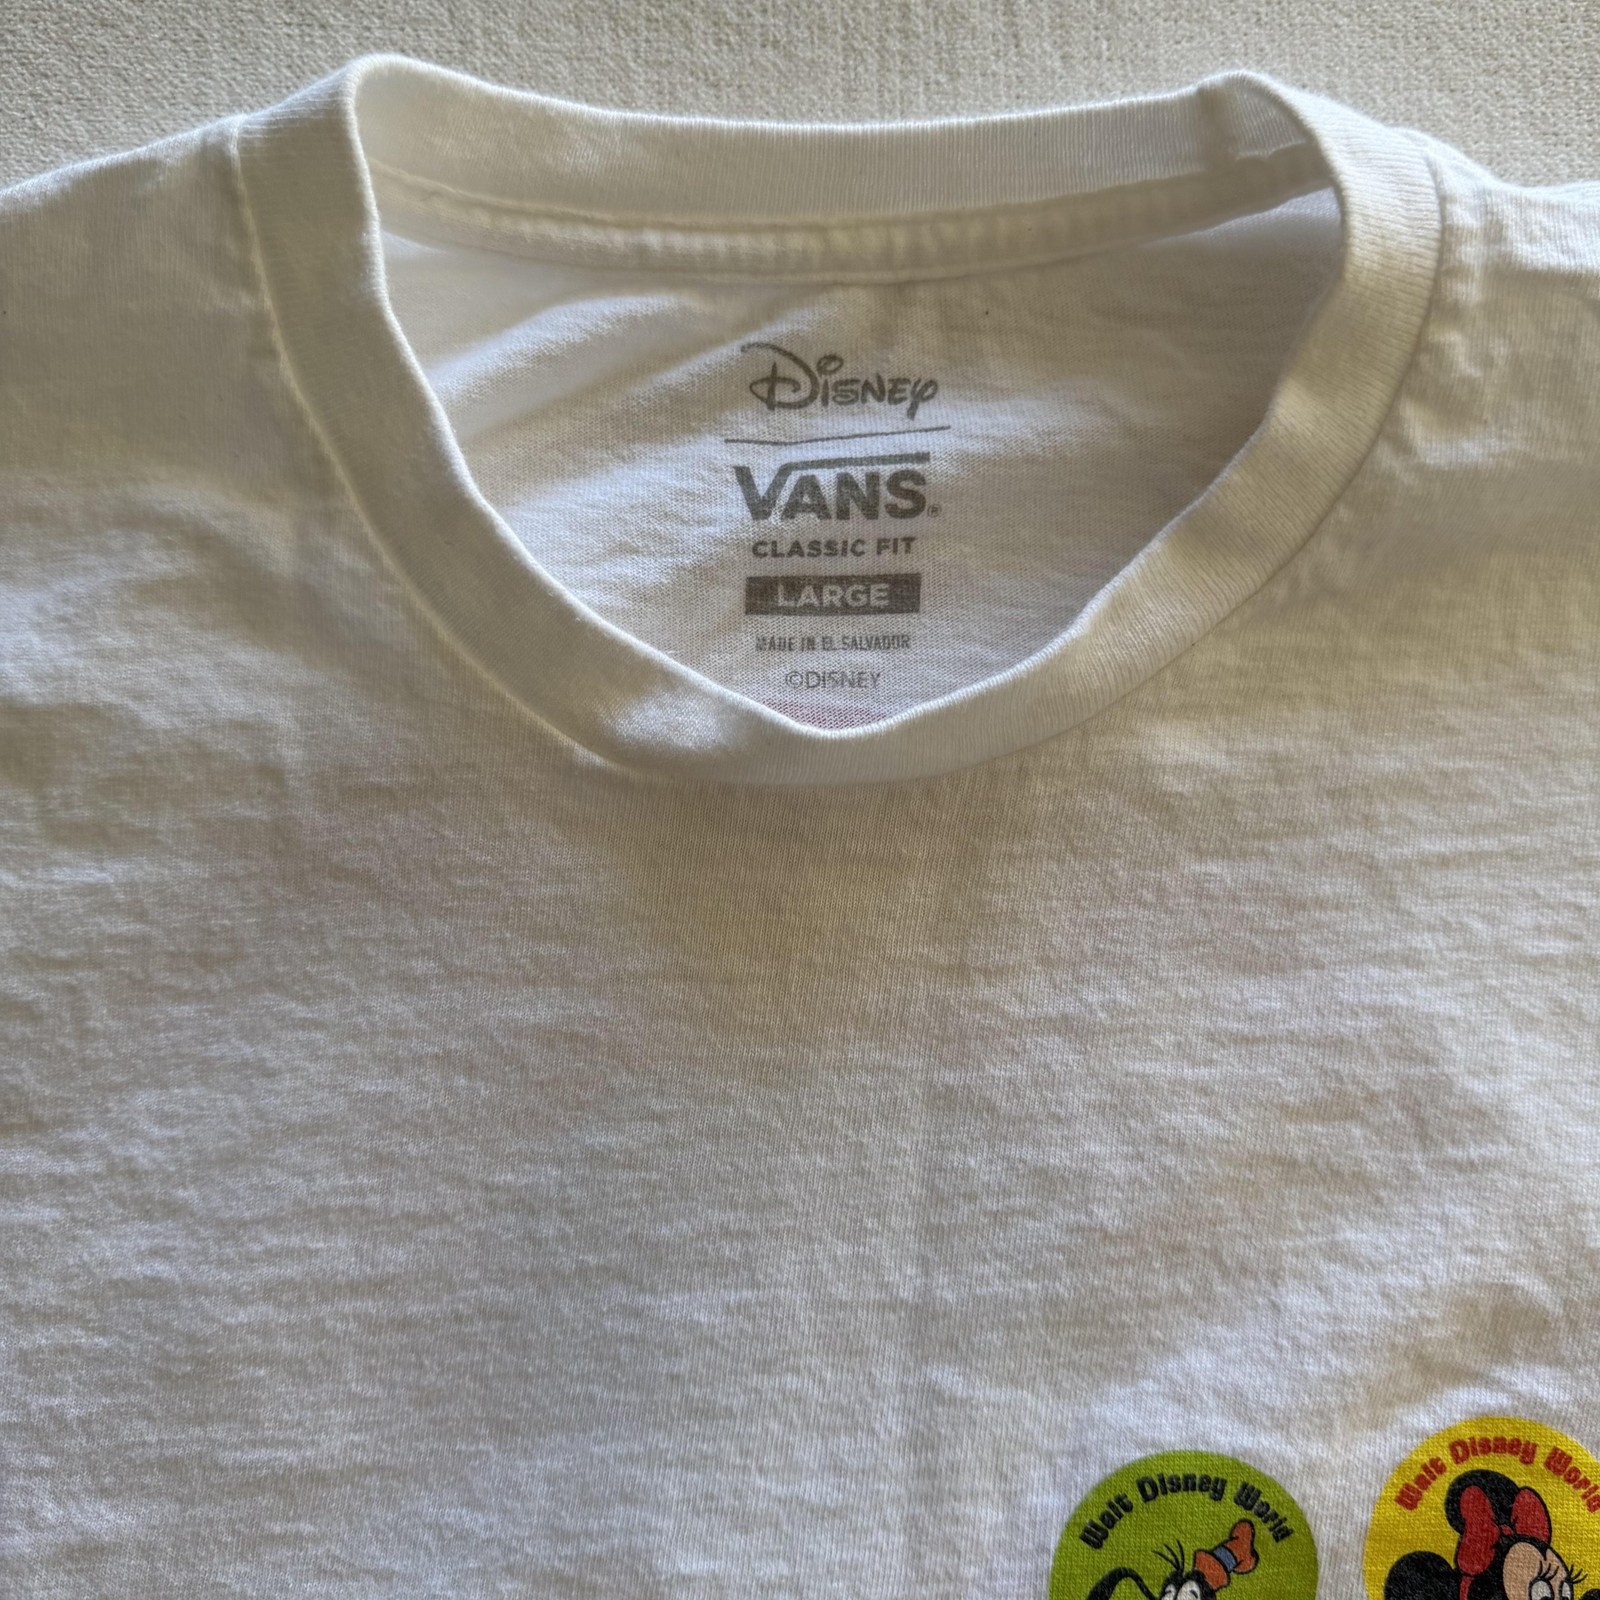 Disney
VANS®
CLASSIC FIT
LARGE
MADE IN EL SALVADOR
©DISNEY
Walt Disney World
Walt Disney World